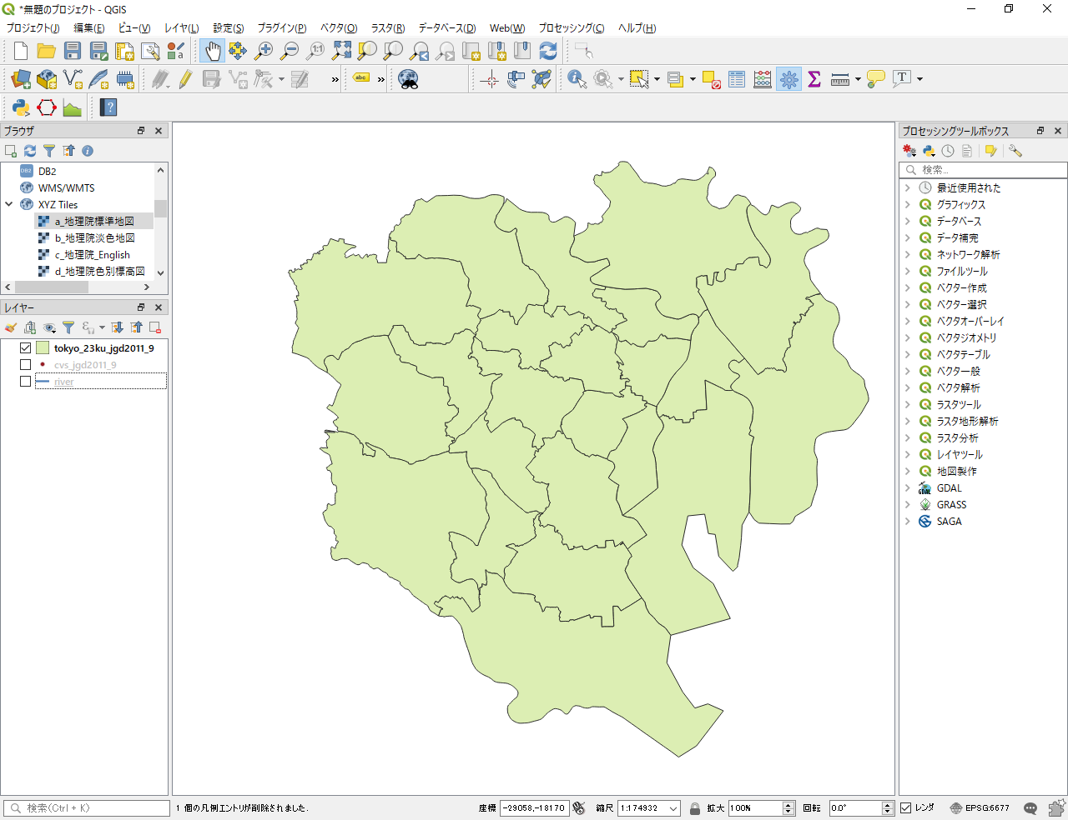 *無題のプロジェクト - QGIS
プロジェクト(J) 編集(E) ビュー(V) レイヤ(L) 設定(S) プラグイン(P) ベクタ(O) ラスタ(R) データベース(D) Web(W) プロセッシング(C) ヘルプ(H)
ブラウザ
DB2
WMS/WMTS
XYZ Tiles
a_地理院標準地図
b_地理院淡色地図
c_地理院_English
d_地理院色別標高図
レイヤー
tokyo_23ku_jgd2011_9
cvs_jgd2011_9
river
プロセッシングツールボックス
検索...
最近使用された
グラフィックス
データベース
データ補完
ネットワーク解析
ファイルツール
ベクター作成
ベクター選択
ベクタオーバーレイ
ベクタジオメトリ
ベクタテーブル
ベクタ一般
ベクタ解析
ラスタツール
ラスタ地形解析
ラスタ分析
レイヤツール
地図製作
GDAL
GRASS
SAGA
検索(Ctrl + K) 1 個の凡例エントリが削除されました. 座標 -29058,-18170 縮尺 1:174932 拡大 100% 回転 0.0° レンダ EPSG:6677